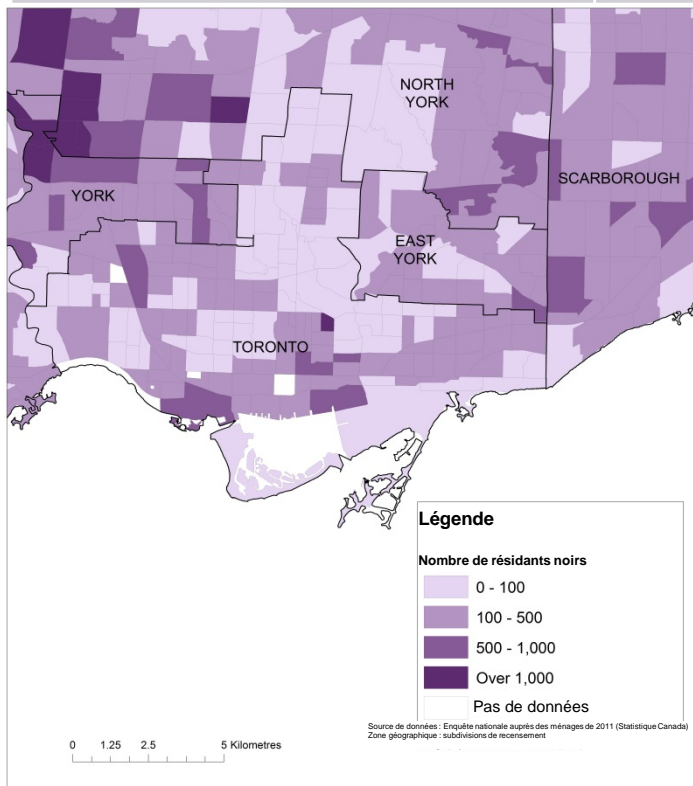 NORTH
YORK
SCARBOROUGH
YORK
EAST
YORK
TORONTO
Légende
Nombre de résidants noirs
0 - 100
100 - 500
500 - 1,000
Over 1,000
Pas de données
Source de données : Enquête nationale auprès des ménages de 2011 (Statistique Canada)
Zone géographique : subdivisions de recensement
0 1.25 2.5 5 Kilometres